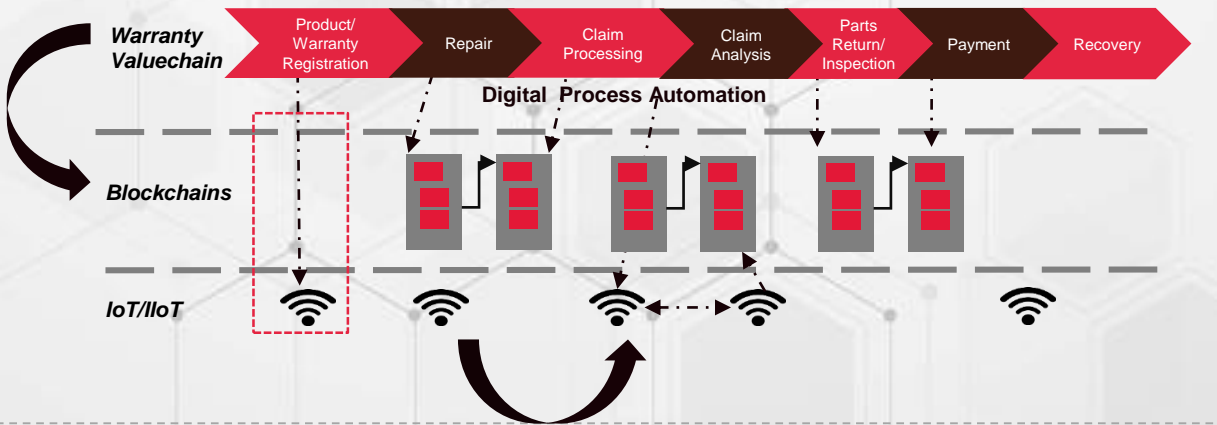 Warranty
Valuechain
Product/
Warranty
Registration
Repair
Claim
Processing
Claim
Analysis
Parts
Return/
Inspection
Payment
Recovery
Digital Process Automation
Blockchains
IoT/IIoT